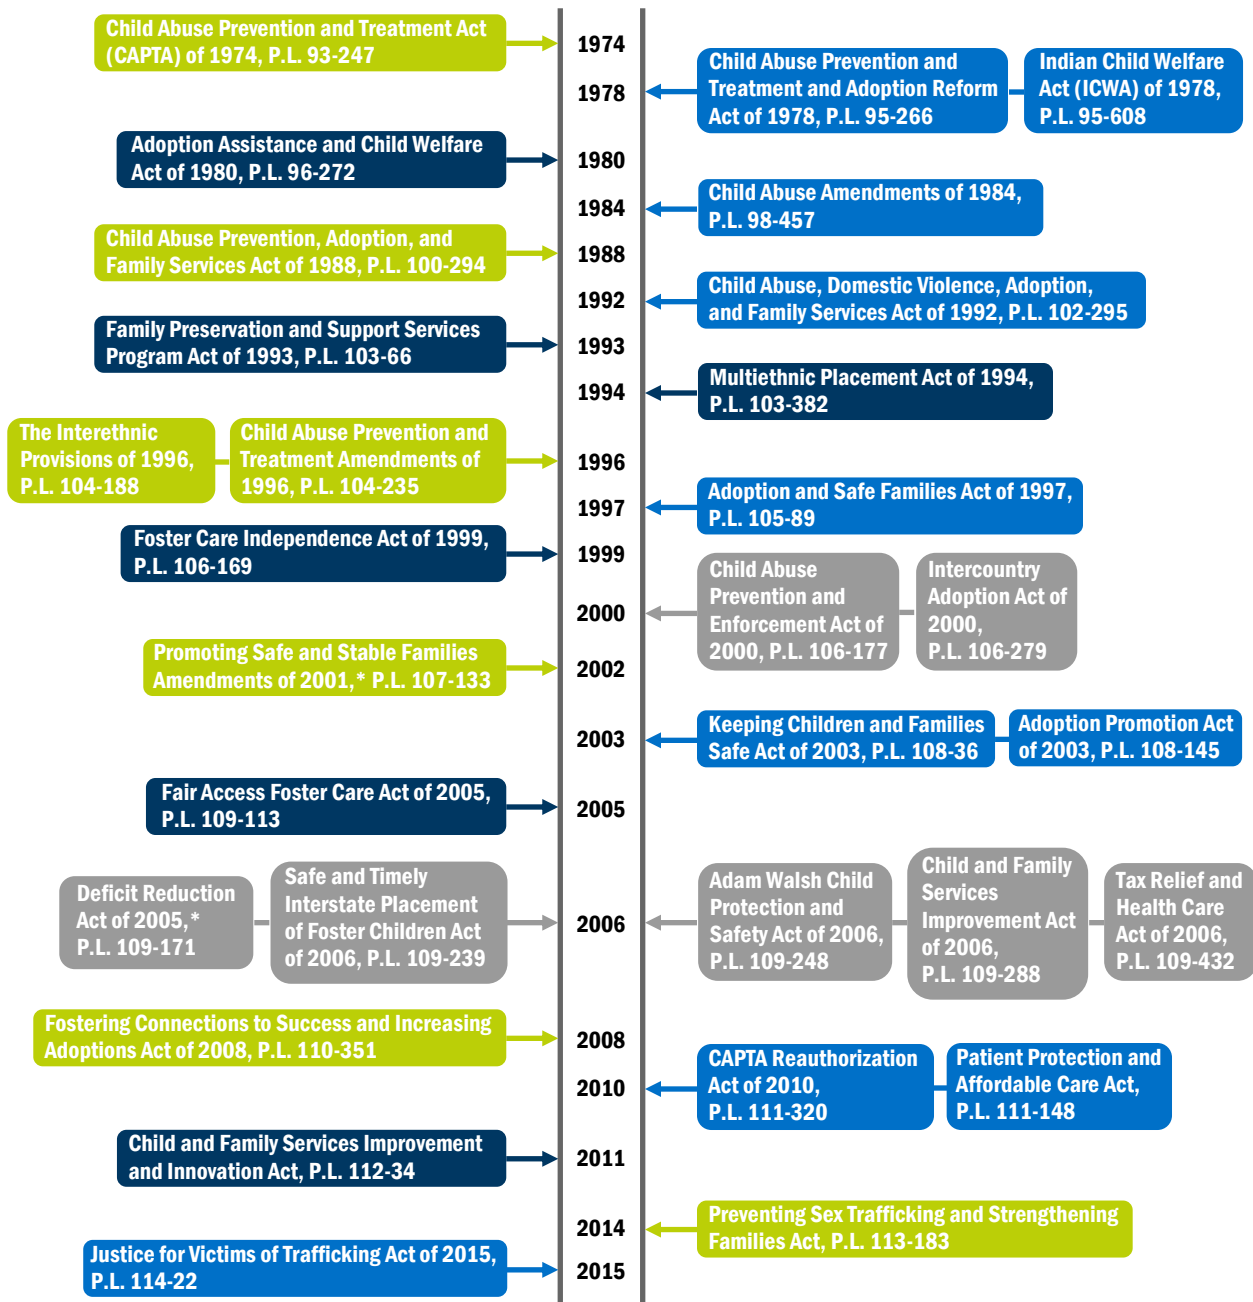 Child Abuse Prevention and Treatment Act
(CAPTA) of 1974, P.L. 93-247
1974
Child Abuse Prevention and
Treatment and Adoption Reform
Act of 1978, P.L. 95-266
Indian Child Welfare
Act (ICWA) of 1978,
P.L. 95-608
1978
Adoption Assistance and Child Welfare
Act of 1980, P.L. 96-272
1980
Child Abuse Amendments of 1984,
P.L. 98-457
1984
Child Abuse Prevention, Adoption, and
Family Services Act of 1988, P.L. 100-294
1988
Child Abuse, Domestic Violence, Adoption,
and Family Services Act of 1992, P.L. 102-295
1992
Family Preservation and Support Services
Program Act of 1993, P.L. 103-66
1993
Multiethnic Placement Act of 1994,
P.L. 103-382
1994
The Interethnic
Provisions of 1996,
P.L. 104-188
Child Abuse Prevention and
Treatment Amendments of
1996, P.L. 104-235
1996
Adoption and Safe Families Act of 1997,
P.L. 105-89
1997
Foster Care Independence Act of 1999,
P.L. 106-169
1999
Child Abuse
Prevention and
Enforcement Act of
2000, P.L. 106-177
Intercountry
Adoption Act of
2000,
P.L. 106-279
2000
Promoting Safe and Stable Families
Amendments of 2001,* P.L. 107-133
2002
Keeping Children and Families
Safe Act of 2003, P.L. 108-36
Adoption Promotion Act
of 2003, P.L. 108-145
2003
Fair Access Foster Care Act of 2005,
P.L. 109-113
2005
Deficit Reduction
Act of 2005,*
P.L. 109-171
Safe and Timely
Interstate Placement
of Foster Children Act
of 2006, P.L. 109-239
2006
Adam Walsh Child
Protection and
Safety Act of 2006,
P.L. 109-248
Child and Family
Services
Improvement Act
of 2006,
P.L. 109-288
Tax Relief and
Health Care
Act of 2006,
P.L. 109-432
Fostering Connections to Success and Increasing
Adoptions Act of 2008, P.L. 110-351
2008
CAPTA Reauthorization
Act of 2010,
P.L. 111-320
Patient Protection and
Affordable Care Act,
P.L. 111-148
2010
Child and Family Services Improvement
and Innovation Act, P.L. 112-34
2011
Preventing Sex Trafficking and Strengthening
Families Act, P.L. 113-183
2014
Justice for Victims of Trafficking Act of 2015,
P.L. 114-22
2015